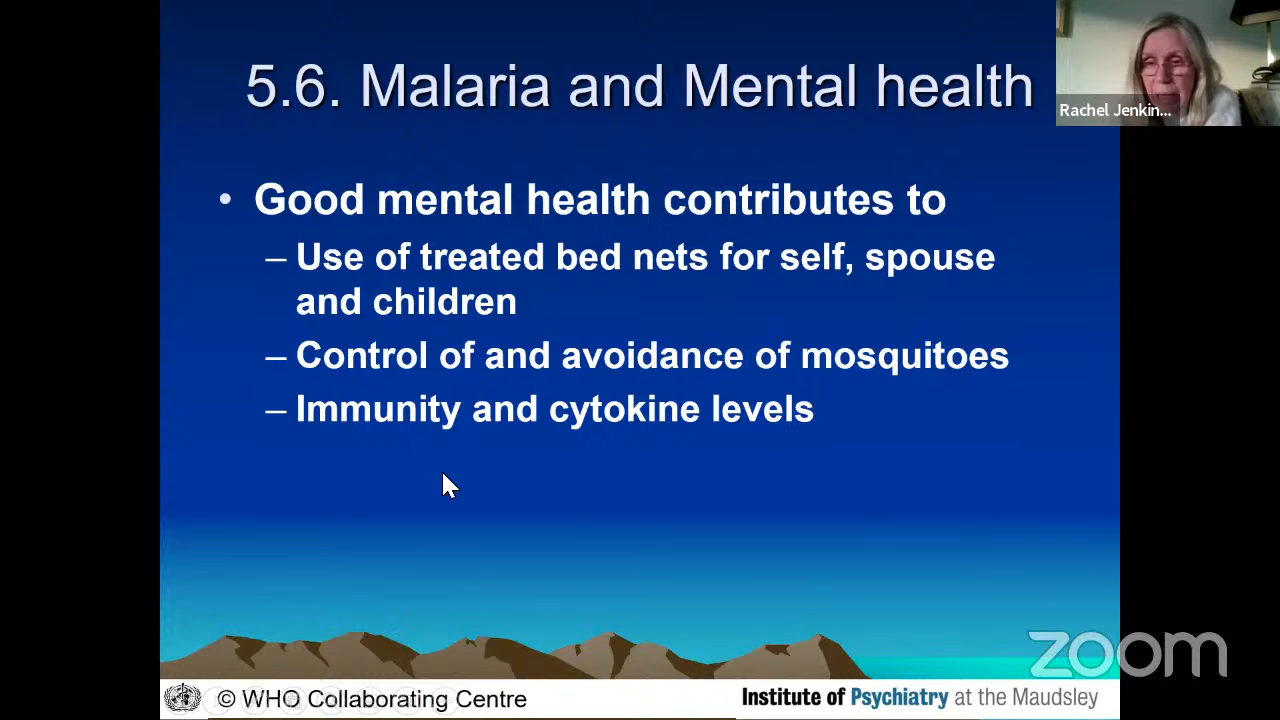 5.6. Malaria and Mental health
Rachel Jenkin...
• Good mental health contributes to
– Use of treated bed nets for self, spouse
and children
– Control of and avoidance of mosquitoes
– Immunity and cytokine levels
zoom
© WHO Collaborating Centre
Institute of Psychiatry at the Maudsley